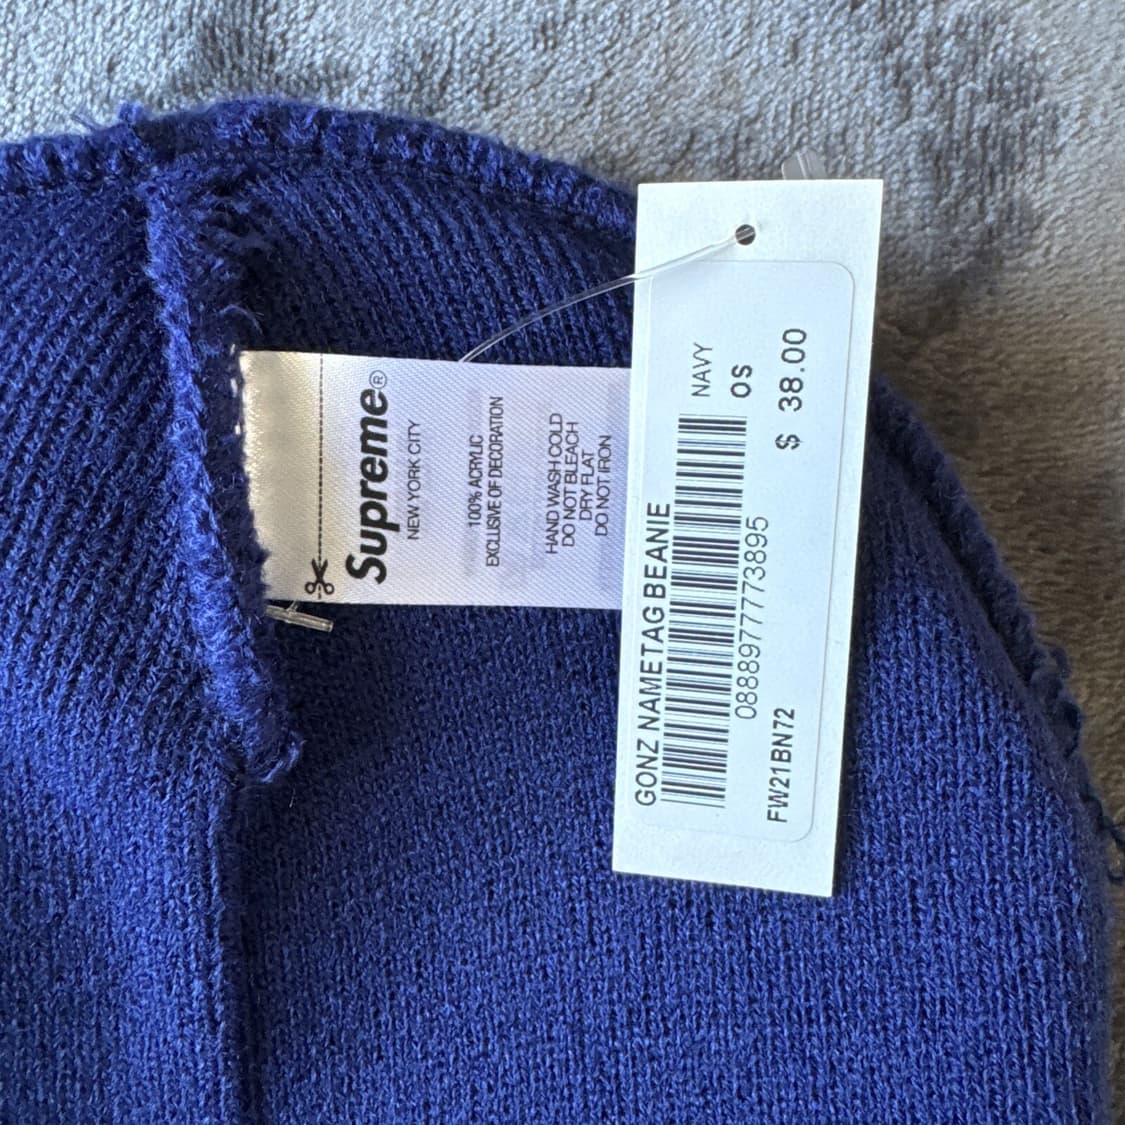 Supreme®
NEW YORK CITY
100% ACRYLIC
EXCLUSIVE OF DECORATION
HAND WASH COLD
DO NOT BLEACH
DRY FLAT
DO NOT IRON
GONZ NAMETAG BEANIE
NAVY
OS
0888977773895
$ 38.00
FW21BN72